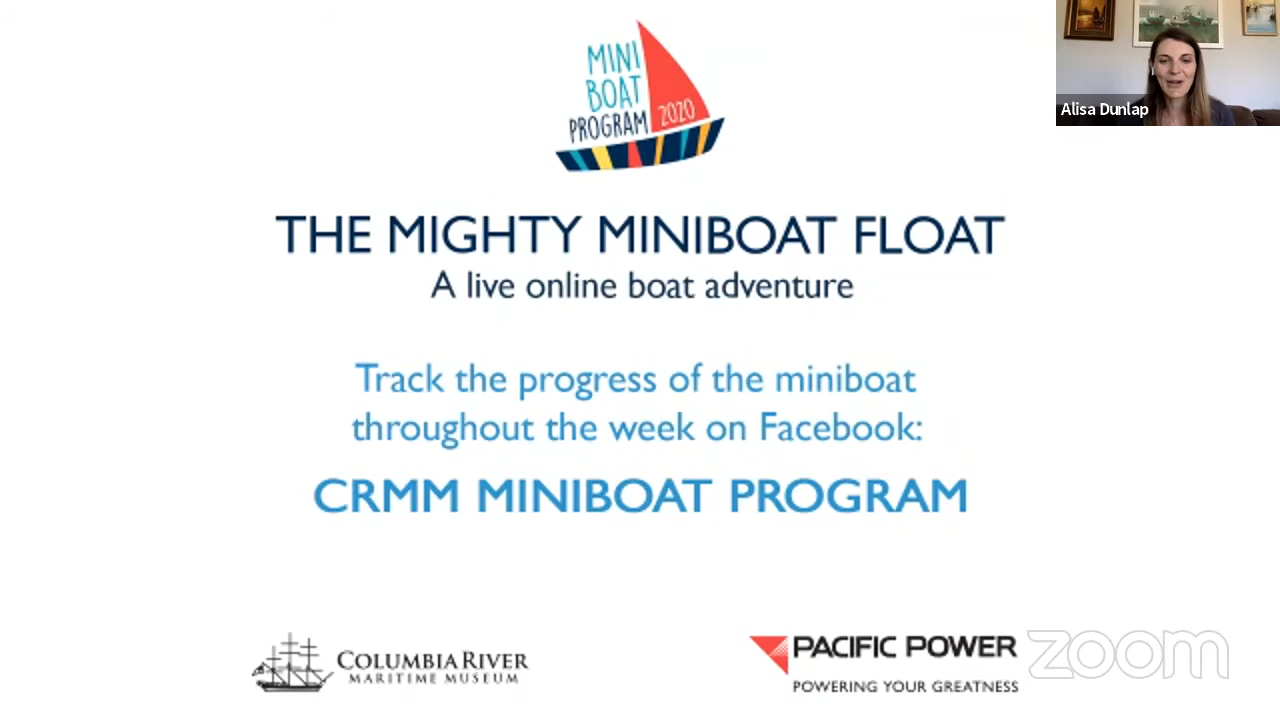 MINI
BOAT
PROGRAM
2020
Alisa Dunlap
THE MIGHTY MINIBOAT FLOAT
A live online boat adventure
Track the progress of the miniboat
throughout the week on Facebook:
CRMM MINIBOAT PROGRAM
COLUMBIA RIVER
MARITIME MUSEUM
PACIFIC POWER
POWERING YOUR GREATNESS
zoom